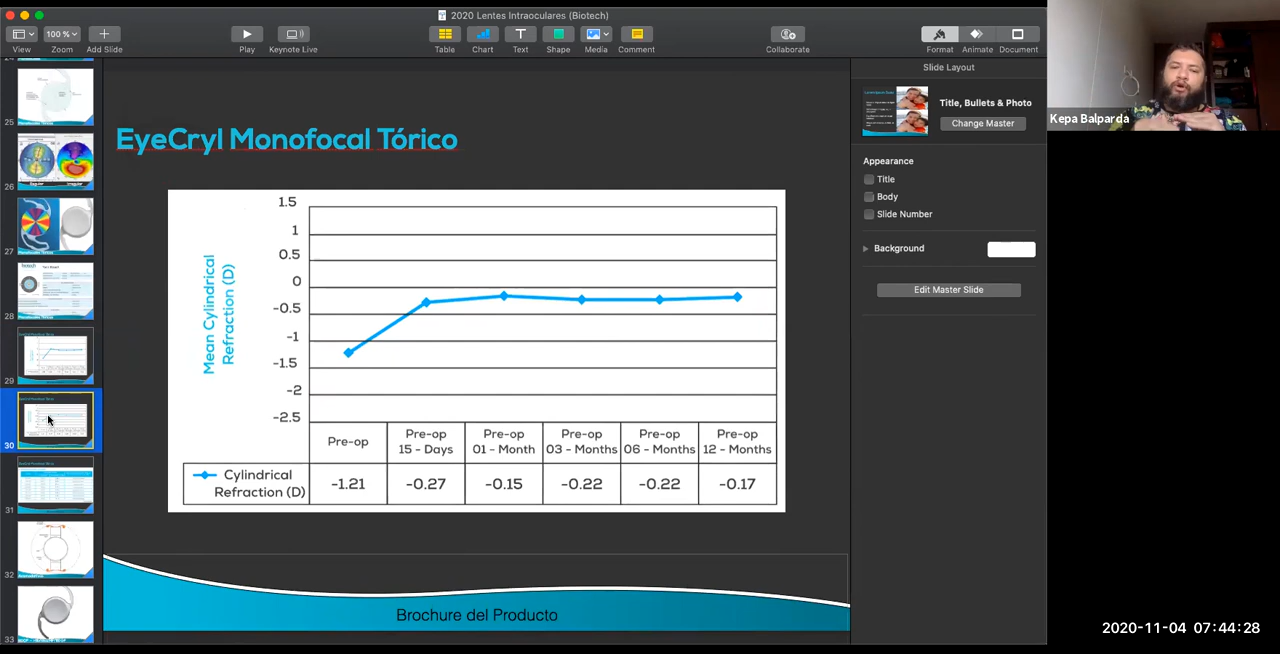 2020 Lentes Intraoculares (Biotech)
100 %
View Zoom Add Slide Play Keynote Live Table Chart Text Shape Media Comment Collaborate Format Animate Document
Slide Layout
Title, Bullets & Photo
Change Master
Appearance
Title
Body
Slide Number
Background
Edit Master Slide
Kepa Balparda
25
26
27
28
29
30
31
32
33
EyeCryl Monofocal Tórico
Mean Cylindrical
Refraction (D)
1.5
1
0.5
0
-0.5
-1
-1.5
-2
-2.5
Pre-op
Pre-op
15 - Days
Pre-op
01 - Month
Pre-op
03 - Months
Pre-op
06 - Months
Pre-op
12 - Months
Cylindrical
Refraction (D)
-1.21 -0.27 -0.15 -0.22 -0.22 -0.17
Brochure del Producto
2020-11-04 07:44:28